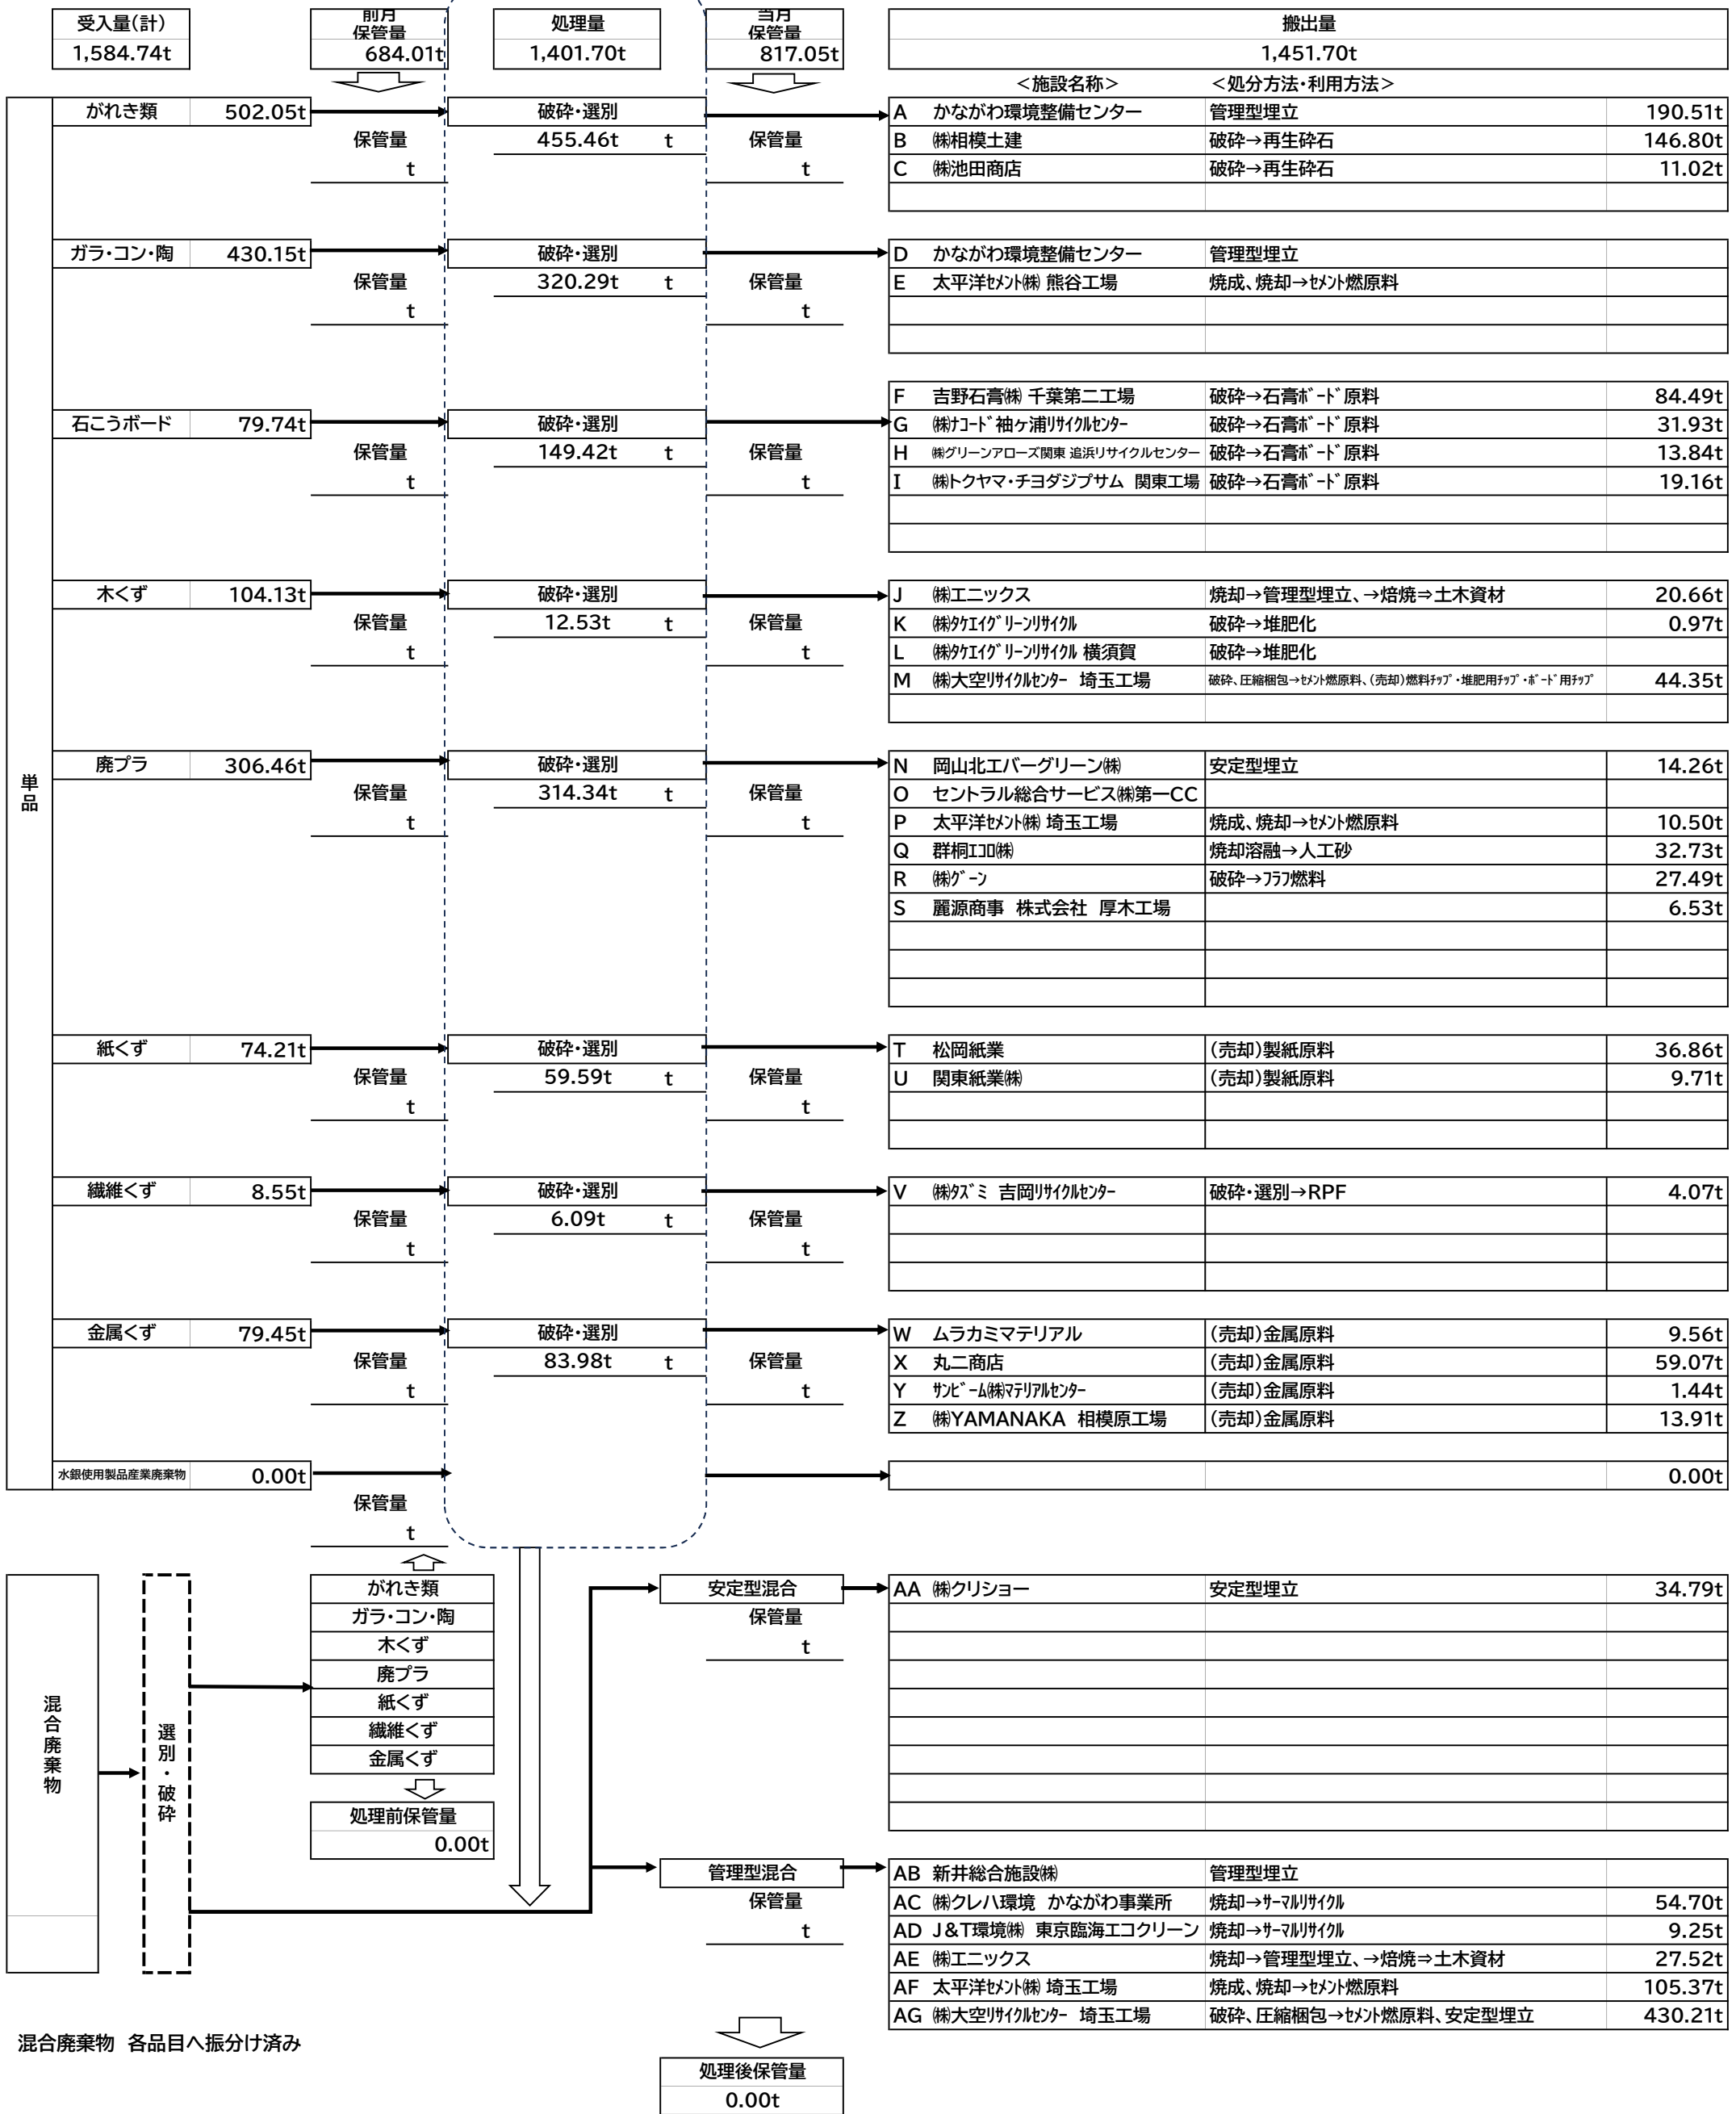 受入量(計) 前月 処理量 当月 搬出量
保管量 保管量
1,584.74t 684.01t 1,401.70t 817.05t 1,451.70t
＜施設名称＞ ＜処分方法・利用方法＞
単品
がれき類 502.05t 破砕・選別 A かながわ環境整備センター 管理型埋立 190.51t
保管量 455.46t t 保管量 B ㈱相模土建 破砕→再生砕石 146.80t
t t C ㈱池田商店 破砕→再生砕石 11.02t
ガラ・コン・陶 430.15t 破砕・選別 D かながわ環境整備センター 管理型埋立
保管量 320.29t t 保管量 E 太平洋ｾﾒﾝﾄ㈱ 熊谷工場 焼成、焼却→ｾﾒﾝﾄ燃原料
t t
F 吉野石膏㈱ 千葉第二工場 破砕→石膏ﾎﾞｰﾄﾞ原料 84.49t
石こうボード 79.74t 破砕・選別 G ㈱ﾅｺｰﾄﾞ袖ヶ浦ﾘｻｲｸﾙｾﾝﾀｰ 破砕→石膏ﾎﾞｰﾄﾞ原料 31.93t
保管量 149.42t t 保管量 H ㈱グリーンアローズ関東 追浜リサイクルセンター 破砕→石膏ﾎﾞｰﾄﾞ原料 13.84t
t t I ㈱トクヤマ・チヨダジプサム 関東工場 破砕→石膏ﾎﾞｰﾄﾞ原料 19.16t
木くず 104.13t 破砕・選別 J ㈱エニックス 焼却→管理型埋立、→焙焼⇒土木資材 20.66t
保管量 12.53t t 保管量 K ㈱ﾀｹｴｲｸﾞﾘｰﾝﾘｻｲｸﾙ 破砕→堆肥化 0.97t
t t L ㈱ﾀｹｴｲｸﾞﾘｰﾝﾘｻｲｸﾙ 横須賀 破砕→堆肥化
M ㈱大空ﾘｻｲｸﾙｾﾝﾀｰ 埼玉工場 破砕、圧縮梱包→ｾﾒﾝﾄ燃原料、(売却)燃料ﾁｯﾌﾟ・堆肥用ﾁｯﾌﾟ・ﾎﾞｰﾄﾞ用ﾁｯﾌﾟ 44.35t
廃プラ 306.46t 破砕・選別 N 岡山北エバーグリーン㈱ 安定型埋立 14.26t
保管量 314.34t t 保管量 O セントラル総合サービス㈱第一CC
t t P 太平洋ｾﾒﾝﾄ㈱ 埼玉工場 焼成、焼却→ｾﾒﾝﾄ燃原料 10.50t
Q 群桐ｴｺﾛ㈱ 焼却溶融→人工砂 32.73t
R ㈱ｸﾞｰﾝ 破砕→ﾌﾗﾌ燃料 27.49t
S 麗源商事 株式会社 厚木工場 6.53t
紙くず 74.21t 破砕・選別 T 松岡紙業 (売却)製紙原料 36.86t
保管量 59.59t t 保管量 U 関東紙業㈱ (売却)製紙原料 9.71t
t t
繊維くず 8.55t 破砕・選別 V ㈱ﾀｽﾞﾐ 吉岡ﾘｻｲｸﾙｾﾝﾀｰ 破砕・選別→RPF 4.07t
保管量 6.09t t 保管量
t t
金属くず 79.45t 破砕・選別 W ムラカミマテリアル (売却)金属原料 9.56t
保管量 83.98t t 保管量 X 丸二商店 (売却)金属原料 59.07t
t t Y ｻﾝﾋﾞｰﾑ㈱ﾏﾃﾘｱﾙｾﾝﾀｰ (売却)金属原料 1.44t
Z ㈱YAMANAKA 相模原工場 (売却)金属原料 13.91t
水銀使用製品産業廃棄物 0.00t 0.00t
保管量
t
混合廃棄物
選別・破砕
がれき類 安定型混合 AA ㈱クリショー 安定型埋立 34.79t
ガラ・コン・陶 保管量
木くず t
廃プラ
紙くず
繊維くず
金属くず
処理前保管量
0.00t
管理型混合 AB 新井総合施設㈱ 管理型埋立
保管量 AC ㈱クレハ環境 かながわ事業所 焼却→ｻｰﾏﾙﾘｻｲｸﾙ 54.70t
t AD J＆T環境㈱ 東京臨海エコクリーン 焼却→ｻｰﾏﾙﾘｻｲｸﾙ 9.25t
AE ㈱エニックス 焼却→管理型埋立、→焙焼⇒土木資材 27.52t
AF 太平洋ｾﾒﾝﾄ㈱ 埼玉工場 焼成、焼却→ｾﾒﾝﾄ燃原料 105.37t
AG ㈱大空ﾘｻｲｸﾙｾﾝﾀｰ 埼玉工場 破砕、圧縮梱包→ｾﾒﾝﾄ燃原料、安定型埋立 430.21t
混合廃棄物 各品目へ振分け済み
処理後保管量
0.00t